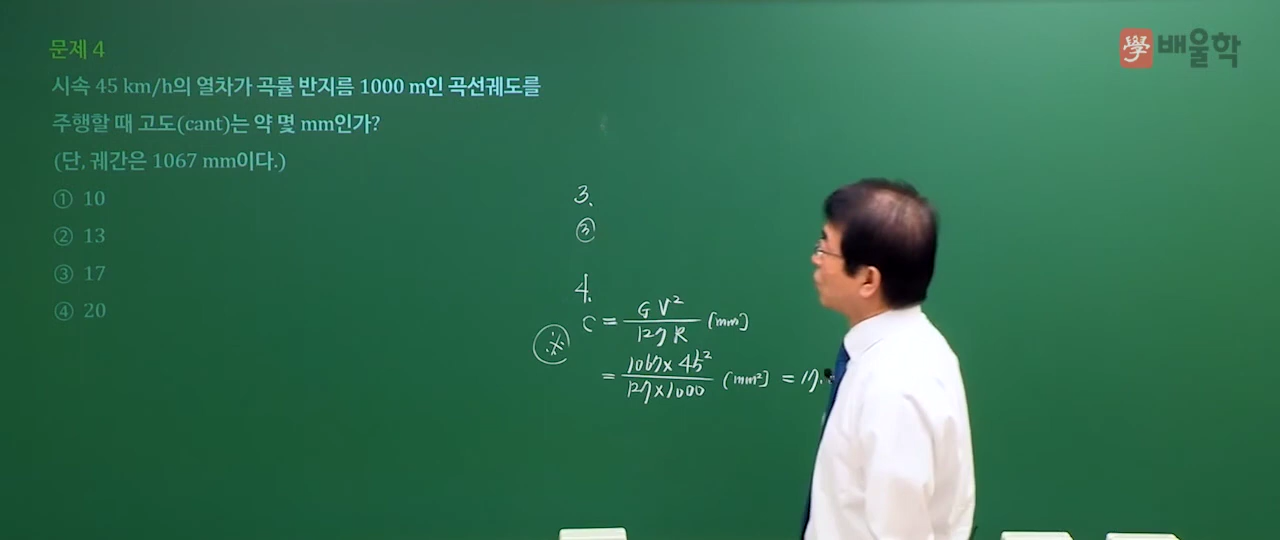 學 배울학
문제 4
시속 45 km/h의 열차가 곡률 반지름 1000 m인 곡선궤도를
주행할 때 고도(cant)는 약 몇 mm인가?
(단, 궤간은 1067 mm이다.)
① 10
② 13
③ 17
④ 20
3.
③
4.
※ C = GV² / 127R [mm]
= 1067×45² / 127×1000 [mm²] = 17.